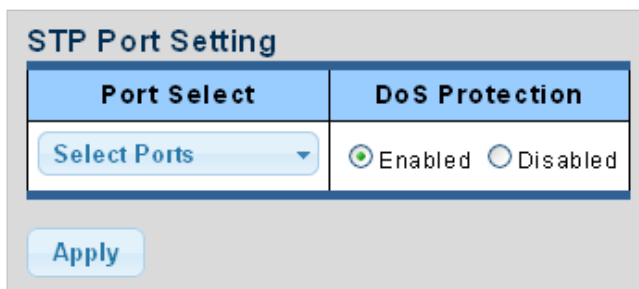 STP Port Setting
Port Select DoS Protection
Select Ports Enabled Disabled
Apply